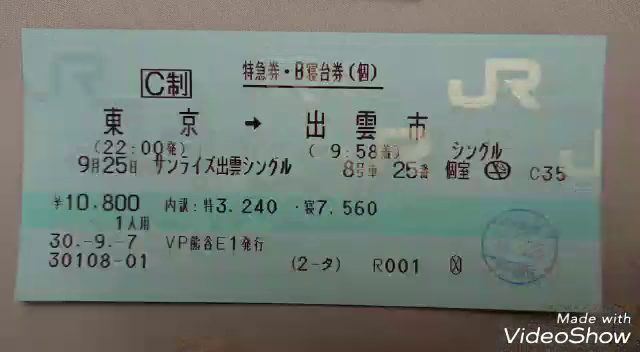 特急券・B寝台券(個)
C制
JR
東京 → 出雲市
(22:00発) ( 9:58着) シングル
9月25日 サンライズ出雲シングル 8号車 25番 個室 C35
¥10,800 内訳:特3,240 ・寝7,560
1人用
30.-9.-7 VP熊谷E1発行
30108-01 (2-タ) R001
Made with
VideoShow